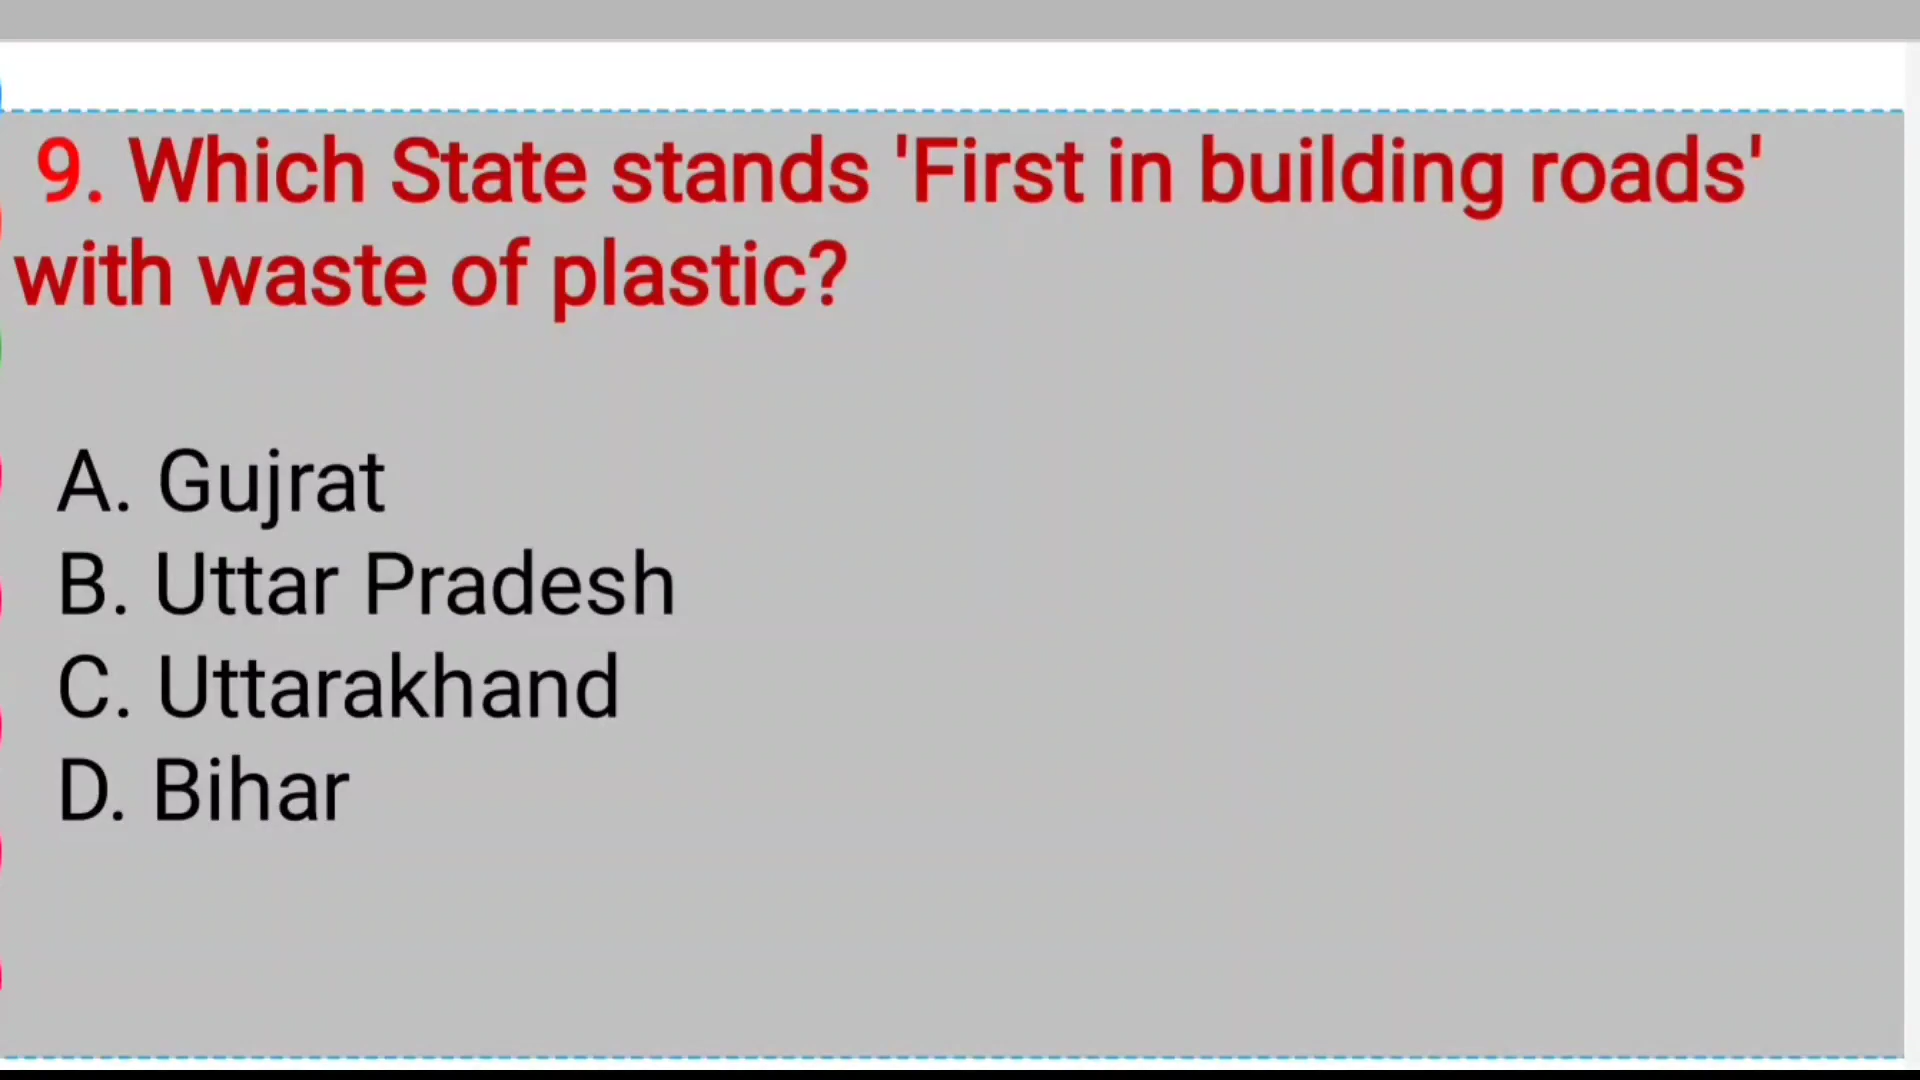 9. Which State stands 'First in building roads'
with waste of plastic?
A. Gujrat
B. Uttar Pradesh
C. Uttarakhand
D. Bihar